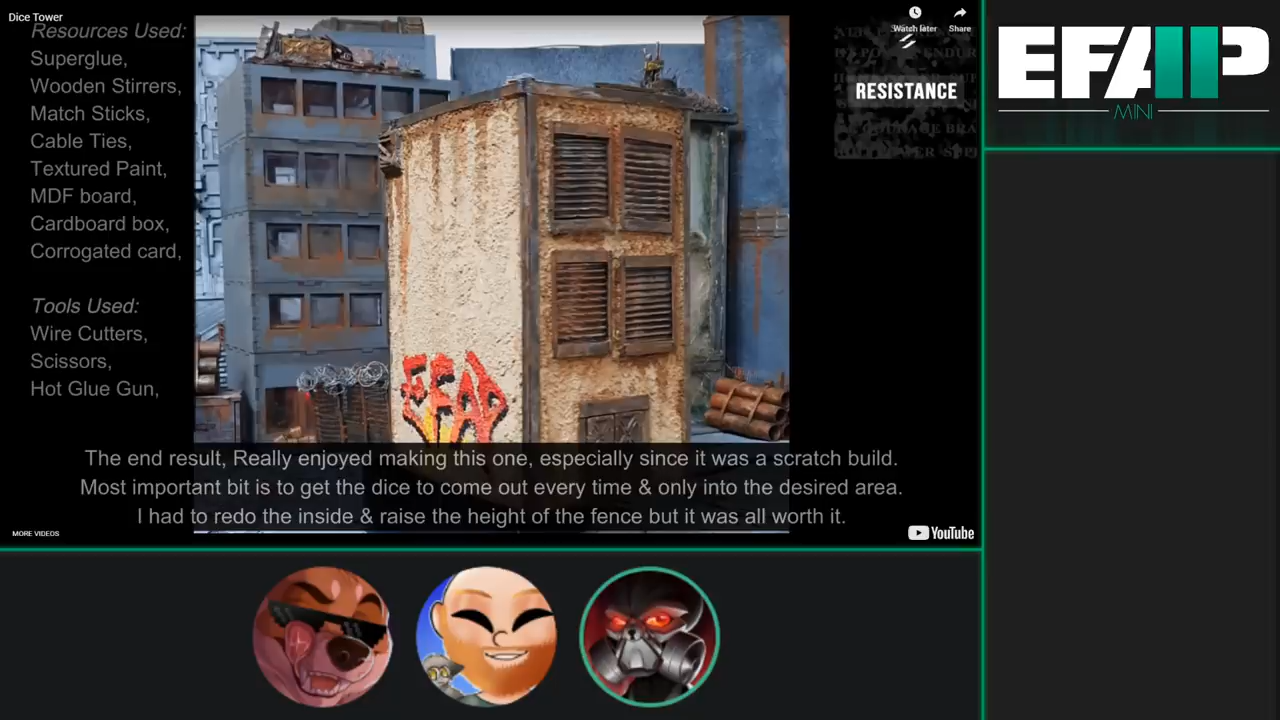 Dice Tower
Resources Used:
Superglue,
Wooden Stirrers,
Match Sticks,
Cable Ties,
Textured Paint,
MDF board,
Cardboard box,
Corrogated card,
Tools Used:
Wire Cutters,
Scissors,
Hot Glue Gun,
Watch later
Share
RESISTANCE
EFAP
MINI
EFAP
The end result, Really enjoyed making this one, especially since it was a scratch build.
Most important bit is to get the dice to come out every time & only into the desired area.
I had to redo the inside & raise the height of the fence but it was all worth it.
MORE VIDEOS
YouTube